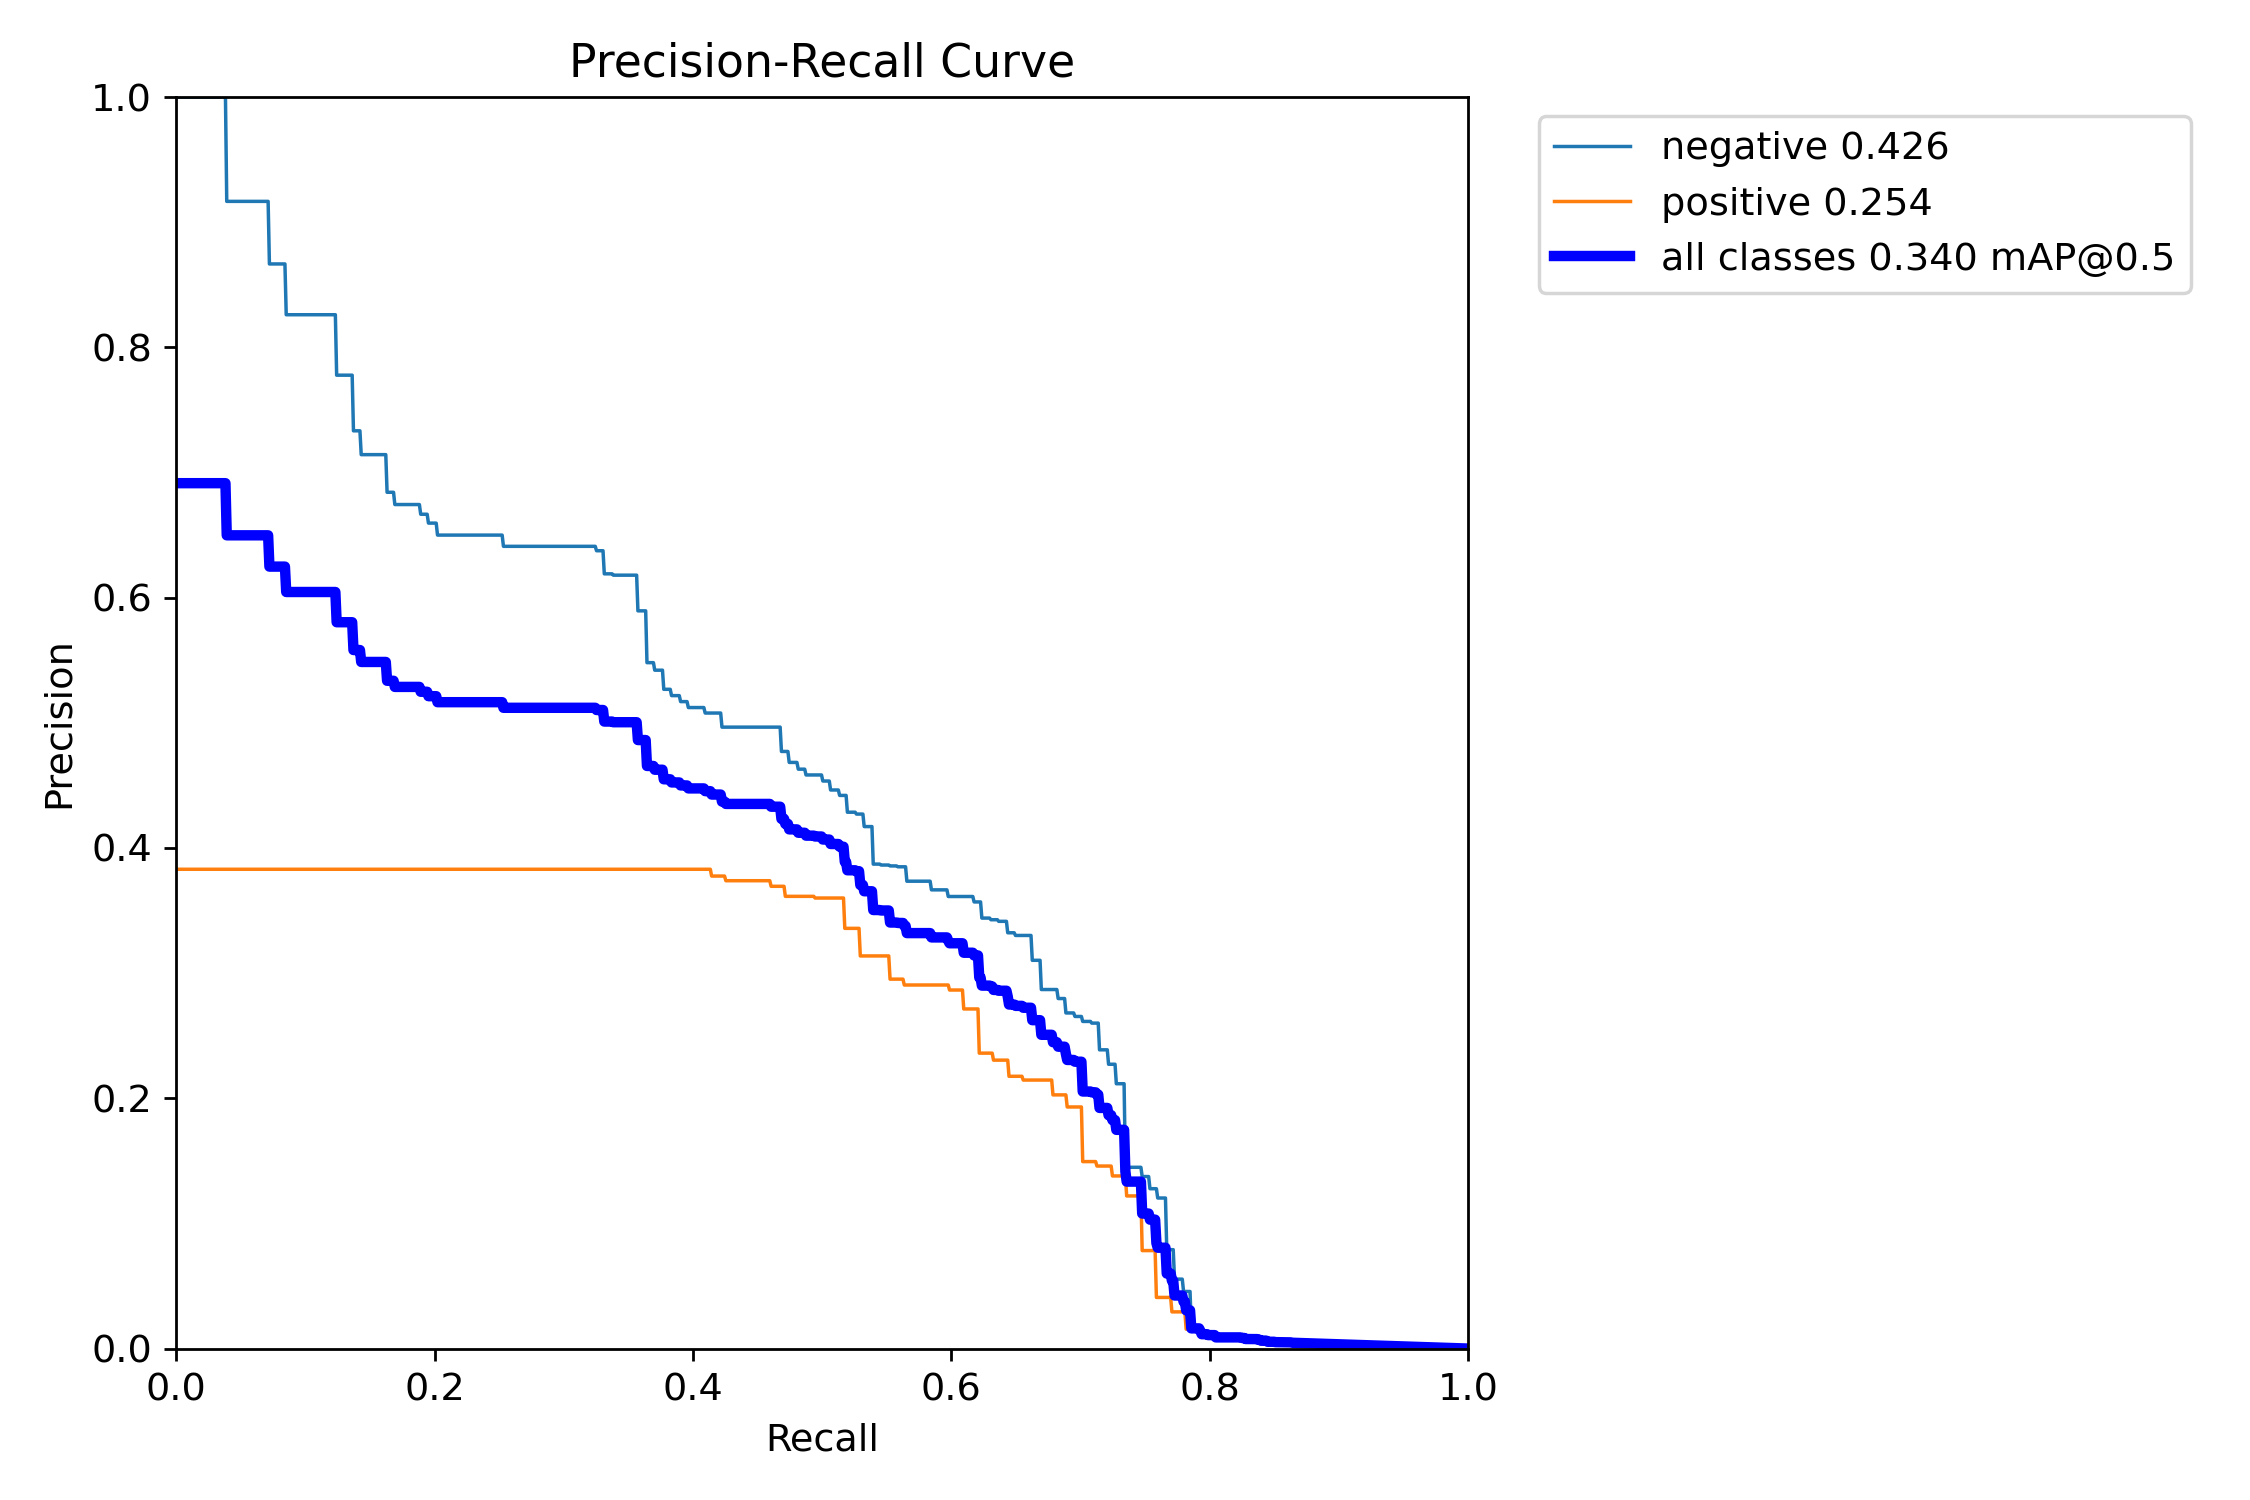 Precision-Recall Curve
1.0
0.8
0.6
0.4
0.2
0.0
Precision
0.0 0.2 0.4 0.6 0.8 1.0
Recall
negative 0.426
positive 0.254
all classes 0.340 mAP@0.5